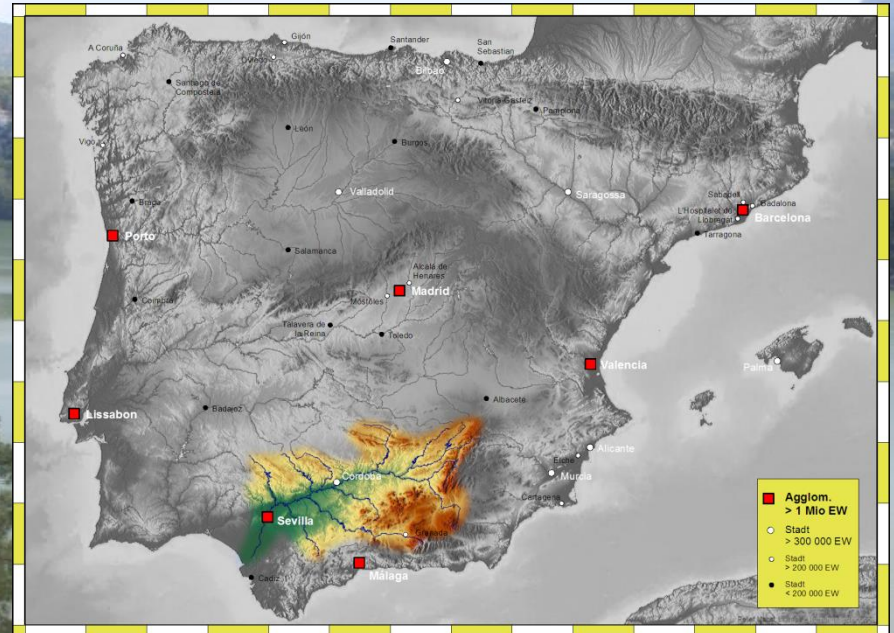 Gijón
Santander
A Coruña
San
Sebastian
Oviedo
Bilbao
Santiago de
Compostela
Vitoria-Gasteiz
Pamplona
León
Burgos
Vigo
Valladolid
Saragossa
Sabadell
Braga
Badalona
L'Hospitalet de
Llobregat
Barcelona
Porto
Tarragona
Salamanca
Alcalá de
Henares
Madrid
Móstoles
Coimbra
Talavera de
la Reina
Toledo
Valencia
Palma
Albacete
Badajoz
Lissabon
Alicante
Elche
Córdoba
Murcia
Cartagena
Sevilla
Granada
Málaga
Cadiz
Agglom.
> 1 Mio EW
Stadt
> 300 000 EW
Stadt
> 200 000 EW
Stadt
< 200 000 EW